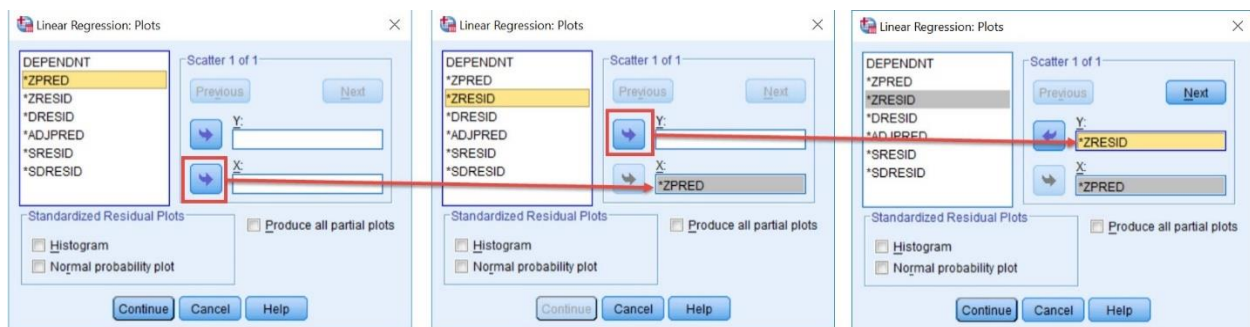 Linear Regression: Plots
DEPENDNT
*ZPRED
*ZRESID
*DRESID
*ADJPRED
*SRESID
*SDRESID
Scatter 1 of 1
Previous
Next
Y:
X:
Standardized Residual Plots
Histogram
Normal probability plot
Produce all partial plots
Continue
Cancel
Help
Linear Regression: Plots
DEPENDNT
*ZPRED
*ZRESID
*DRESID
*ADJPRED
*SRESID
*SDRESID
Scatter 1 of 1
Previous
Next
Y:
X:
*ZPRED
Standardized Residual Plots
Histogram
Normal probability plot
Produce all partial plots
Continue
Cancel
Help
Linear Regression: Plots
DEPENDNT
*ZPRED
*ZRESID
*DRESID
*ADJPRED
*SRESID
*SDRESID
Scatter 1 of 1
Previous
Next
Y:
*ZRESID
X:
*ZPRED
Standardized Residual Plots
Histogram
Normal probability plot
Produce all partial plots
Continue
Cancel
Help